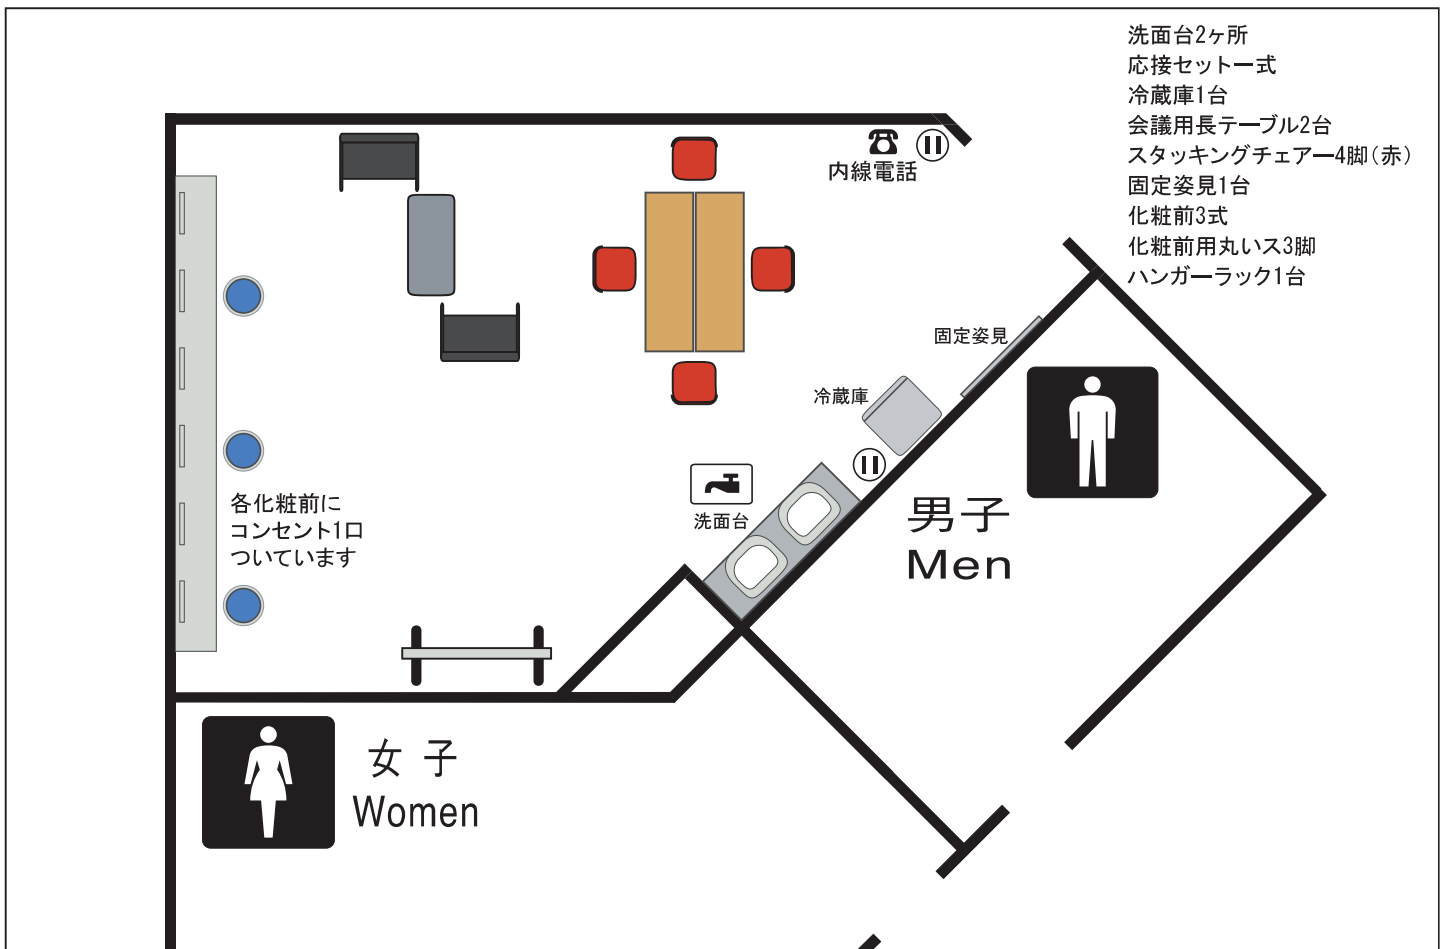 洗面台2ヶ所
応接セット一式
冷蔵庫1台
会議用長テーブル2台
スタッキングチェアー4脚(赤)
固定姿見1台
化粧前3式
化粧前用丸いス3脚
ハンガーラック1台
内線電話
固定姿見
冷蔵庫
洗面台
各化粧前に
コンセント1口
ついています
男子
Men
女子
Women